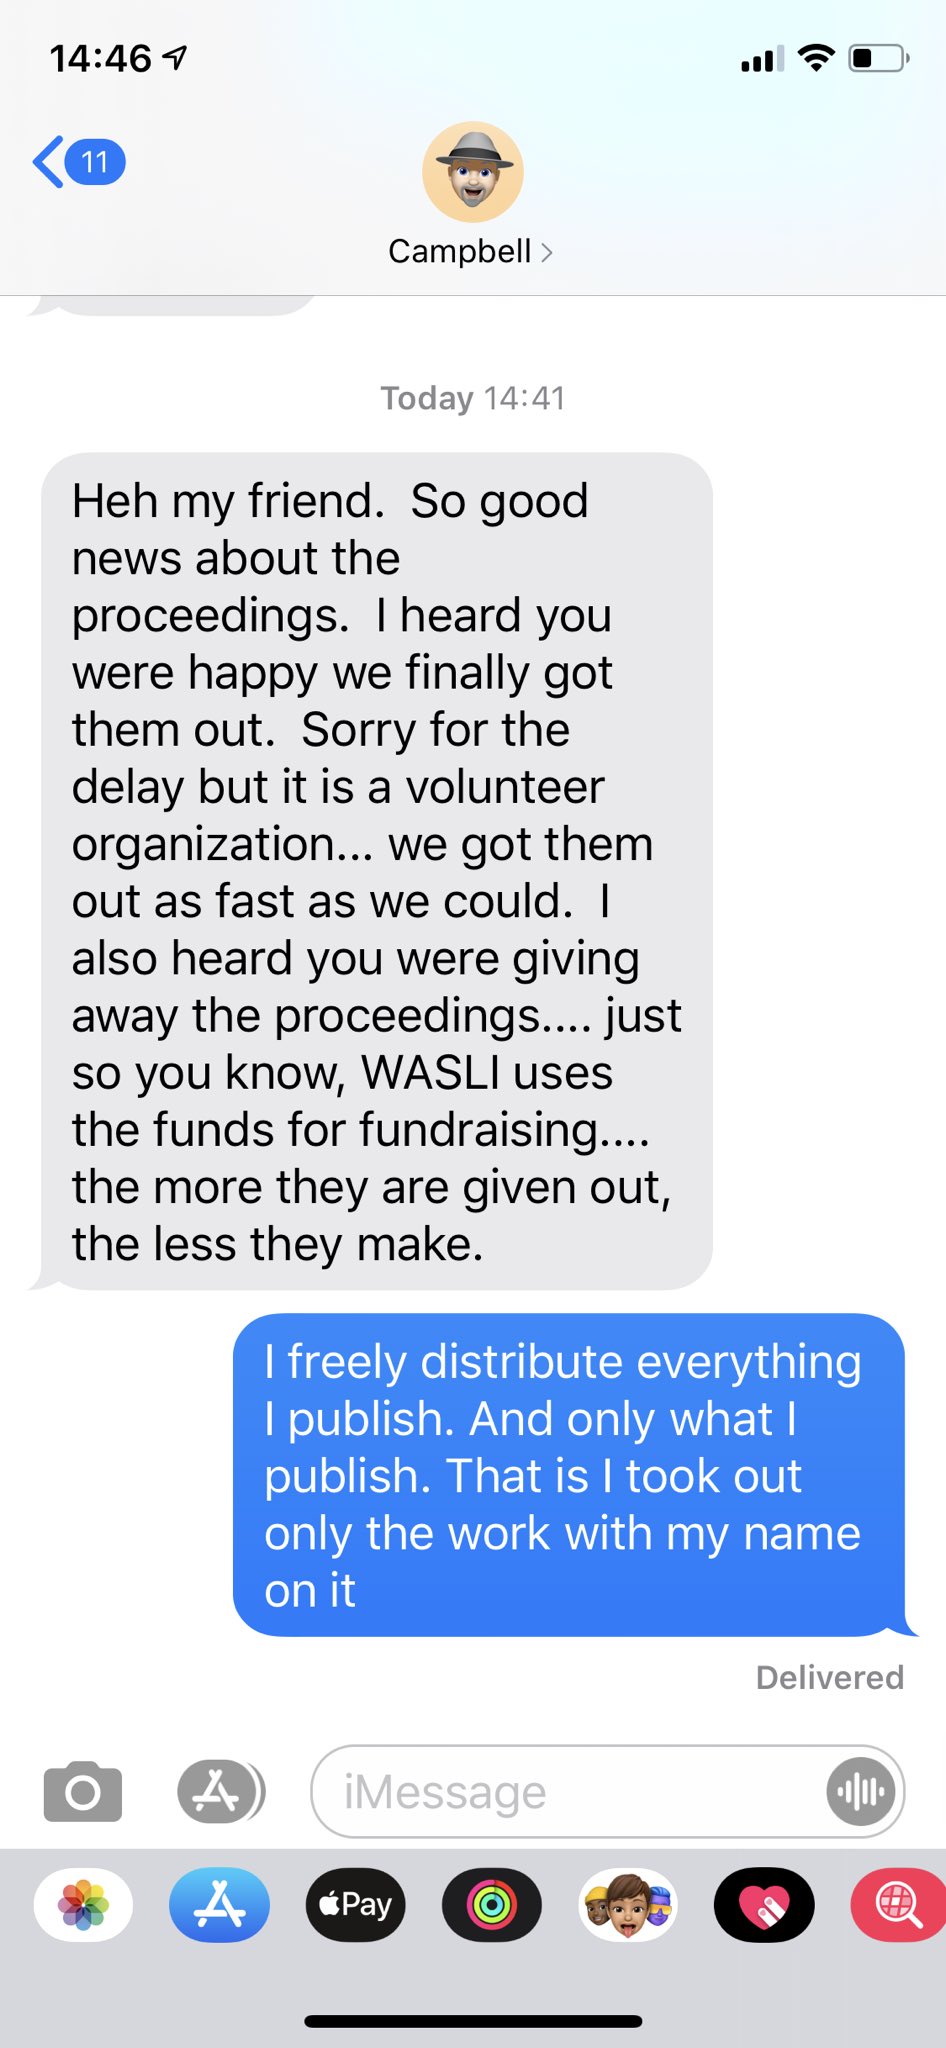 14:46
11
Campbell
Today 14:41
Heh my friend.  So good
news about the
proceedings.  I heard you
were happy we finally got
them out.  Sorry for the
delay but it is a volunteer
organization... we got them
out as fast as we could.  I
also heard you were giving
away the proceedings.... just
so you know, WASLI uses
the funds for fundraising....
the more they are given out,
the less they make.
I freely distribute everything
I publish. And only what I
publish. That is I took out
only the work with my name
on it
Delivered
iMessage
Pay